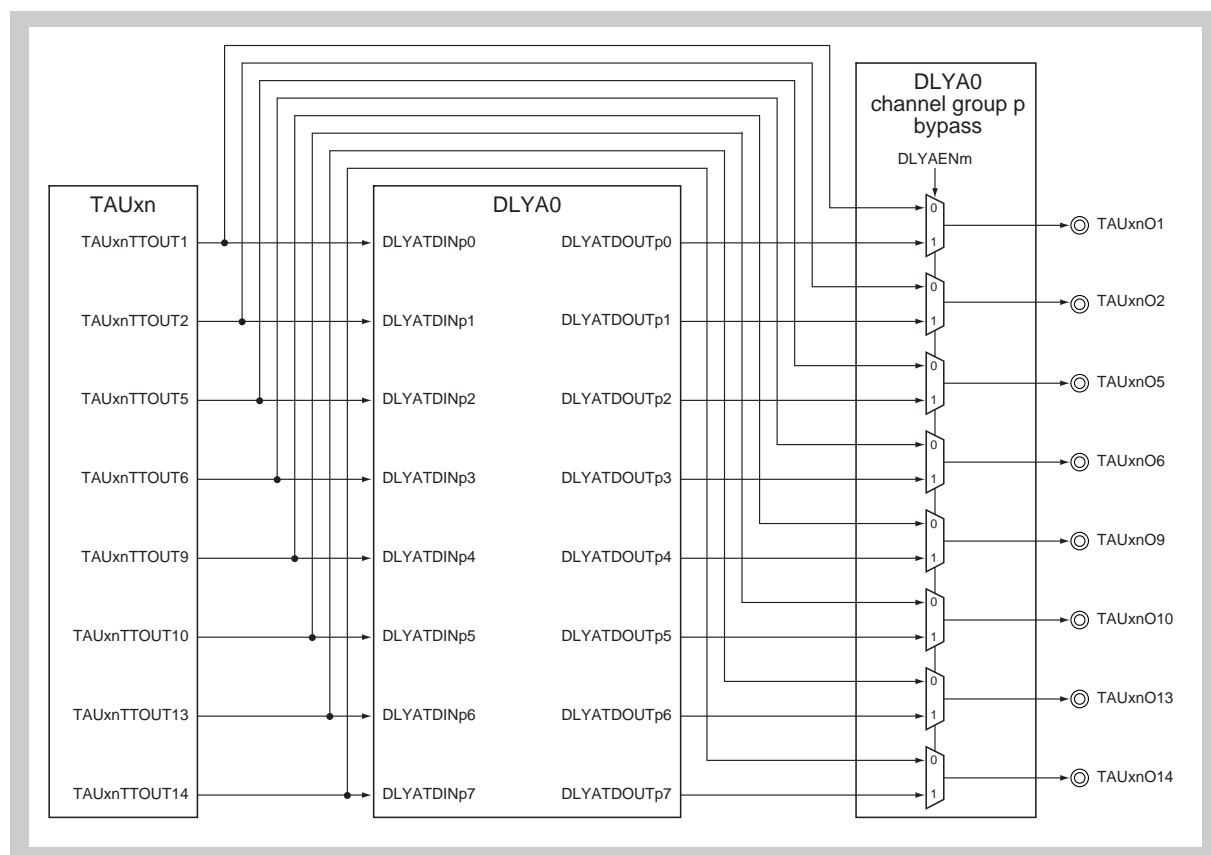 DLYA0
channel group p
bypass
DLYAENm
TAUxn
DLYA0
TAUxnTTOUT1
DLYATDINp0
DLYATDOUTp0
0
1
TAUxnO1
TAUxnTTOUT2
DLYATDINp1
DLYATDOUTp1
0
1
TAUxnO2
TAUxnTTOUT5
DLYATDINp2
DLYATDOUTp2
0
1
TAUxnO5
TAUxnTTOUT6
DLYATDINp3
DLYATDOUTp3
0
1
TAUxnO6
TAUxnTTOUT9
DLYATDINp4
DLYATDOUTp4
0
1
TAUxnO9
TAUxnTTOUT10
DLYATDINp5
DLYATDOUTp5
0
1
TAUxnO10
TAUxnTTOUT13
DLYATDINp6
DLYATDOUTp6
0
1
TAUxnO13
TAUxnTTOUT14
DLYATDINp7
DLYATDOUTp7
0
1
TAUxnO14